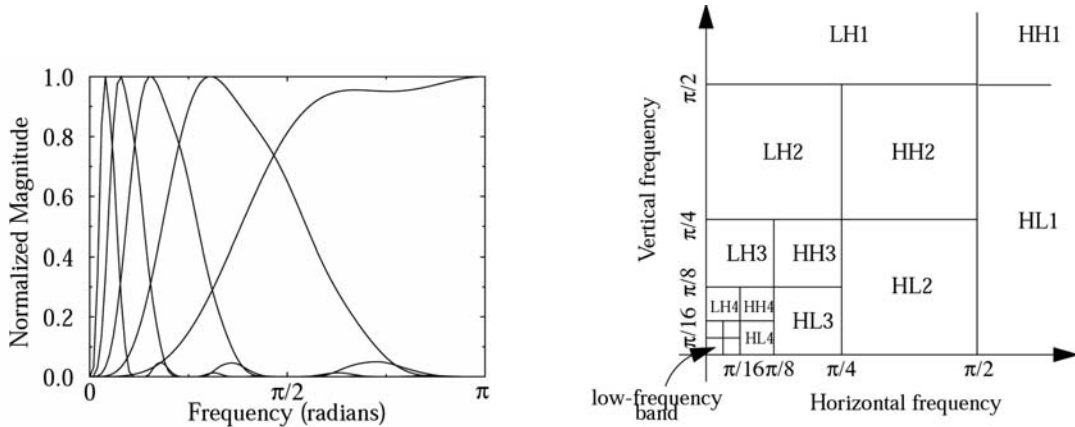 Normalized Magnitude
1.0
0.8
0.6
0.4
0.2
0.0
0
π/2
π
Frequency (radians)
Vertical frequency
π/2
π/4
π/8
π/16
LH1
HH1
LH2
HH2
HL1
LH3
HH3
HL2
LH4
HH4
HL3
HL4
π/16
π/8
π/4
π/2
low-frequency
band
Horizontal frequency